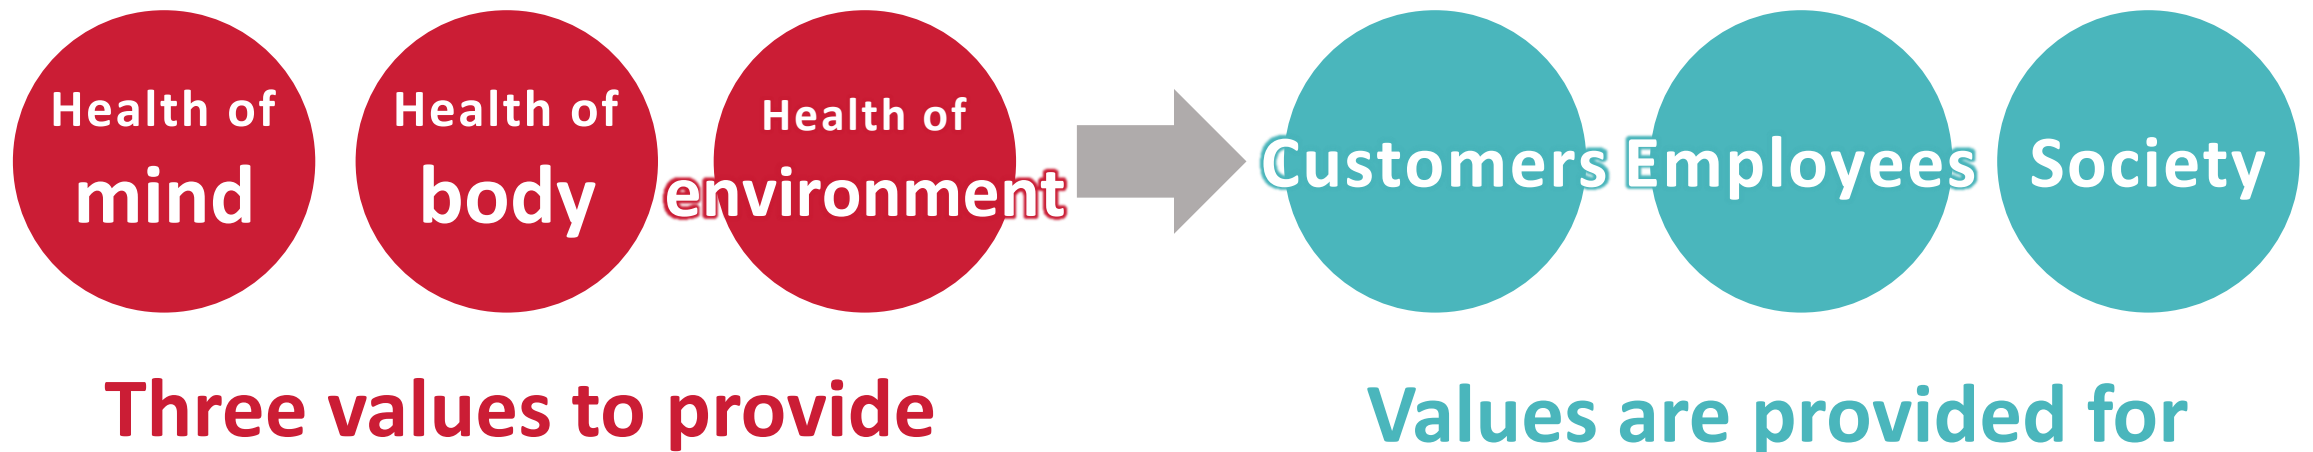 Health of
mind
Health of
body
Health of
environment
Customers
Employees
Society
Three values to provide
Values are provided for